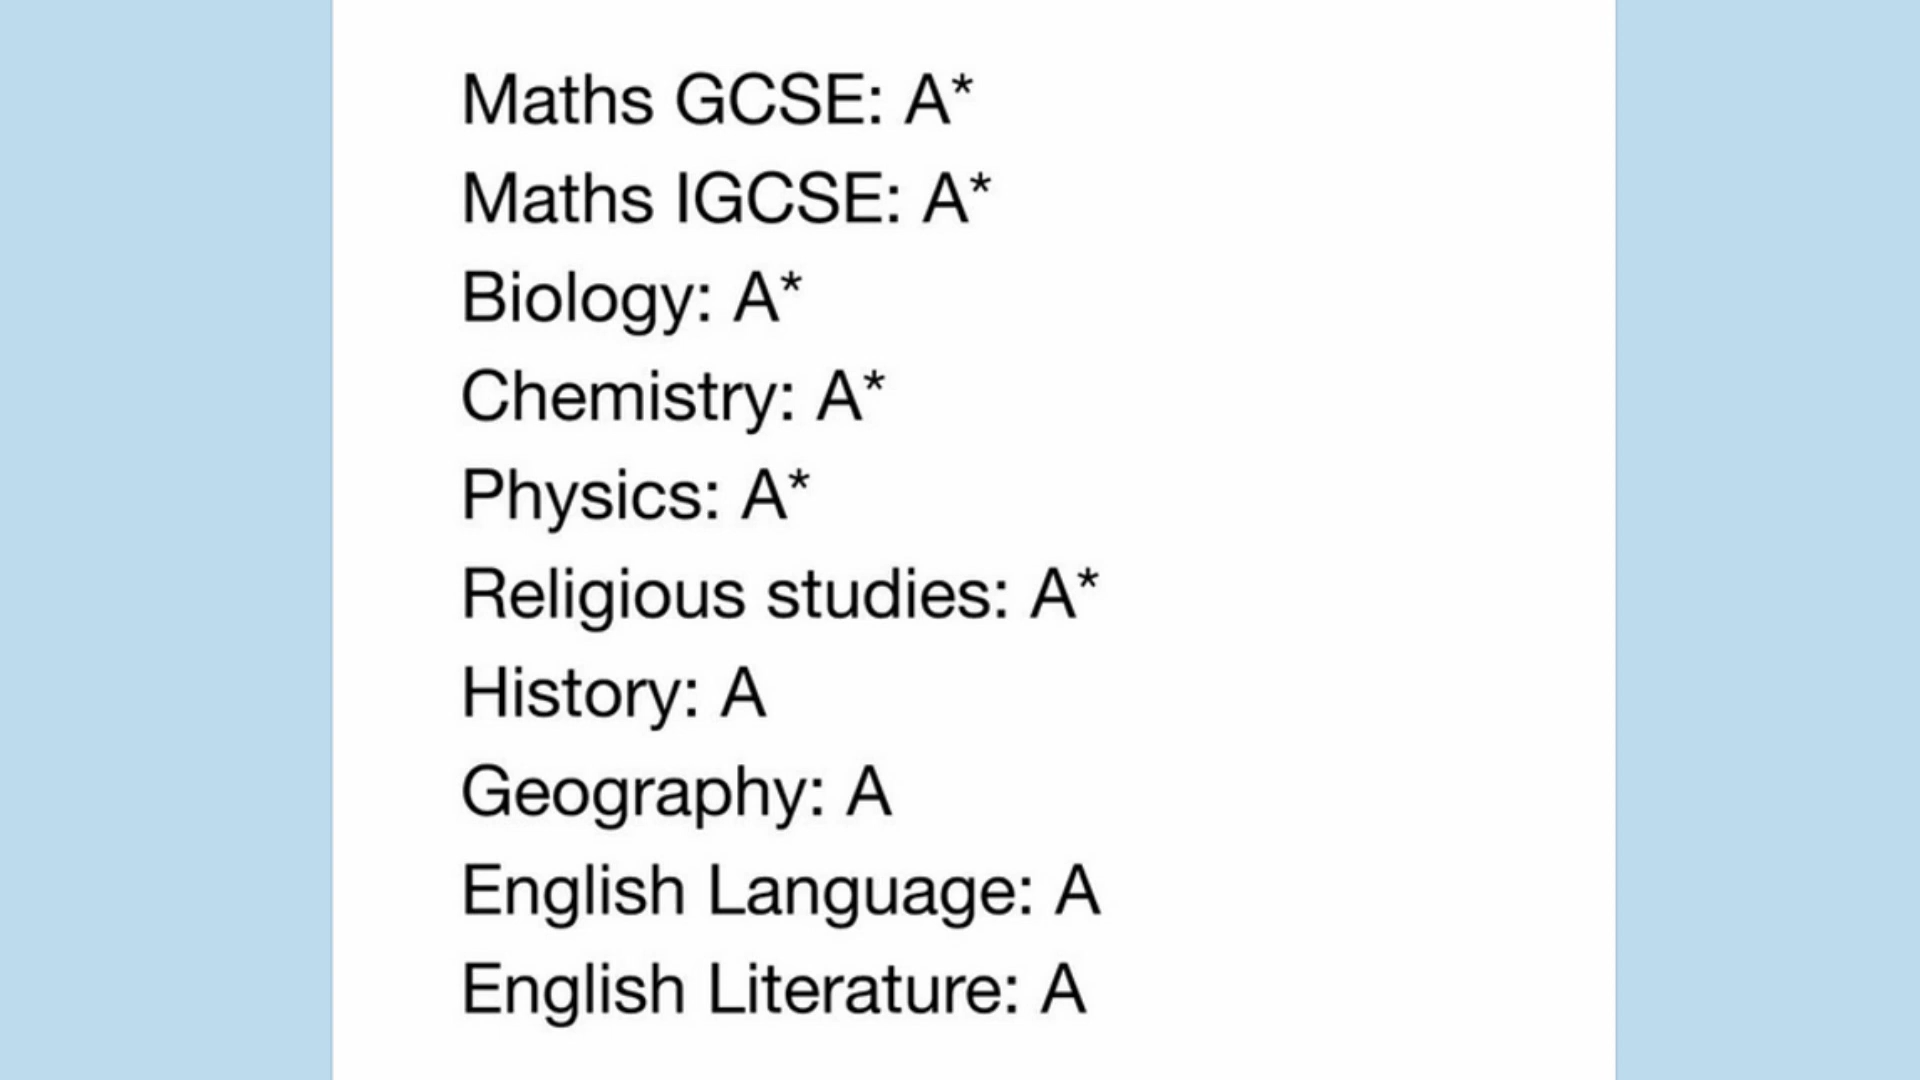 Maths GCSE: A*
Maths IGCSE: A*
Biology: A*
Chemistry: A*
Physics: A*
Religious studies: A*
History: A
Geography: A
English Language: A
English Literature: A